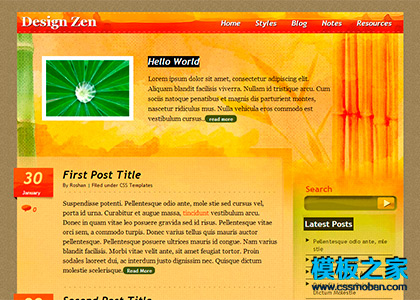 Design Zen
Home Styles Blog Notes Resources
Hello World
Lorem ipsum dolor sit amet, consectetur adipiscing elit.
Aliquam blandit facilisis viverra. Nullam id tristique arcu. Cum
sociis natoque penatibus et magnis dis parturient montes,
nascetur mus mus. Nulla vehicula eros commodo est
vestibulum cursus. read more
30
January
0
First Post Title
By Roshan | Filed under CSS Templates
Suspendisse potenti. Pellentesque odio ante, mole stie sed cursus vel,
porta id urna. Curabitur et augue massa, tincidunt vestibulum arcu.
Donec in quam vitae leo posuere gravida sed id risus. Pellentesque vitae
orci sem, a commodo turpis. Donec varius tellus quis mauris auctor
pellentesque. Pellentesque posuere ultrices mauris id congue. Nam varius
blandit facilisis. Morbi vitae velit ante, sit amet feugiat tortor. Proin
sodales laoreet dui, ac interdum justo dignissim nec. Quisque dictum
molestie scelerisque. Read More
Search
Latest Posts
Pellentesque odio ante, mole
stie
Dictum Molestie
模板之家
www.cssmoban.com
Second Post Title